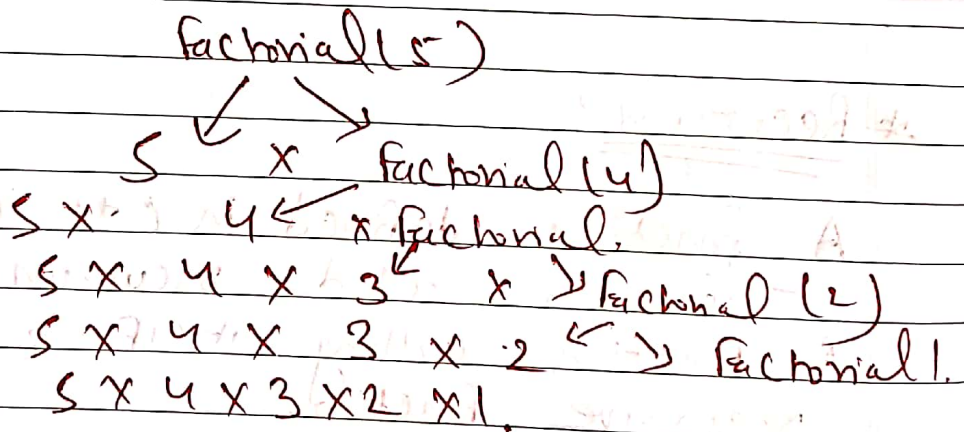 factorial(5)
5 x factorial(4)
5 x 4 x factorial.
5 x 4 x 3 x factorial (2)
5 x 4 x 3 x 2 factorial 1.
5 x 4 x 3 x 2 x 1.